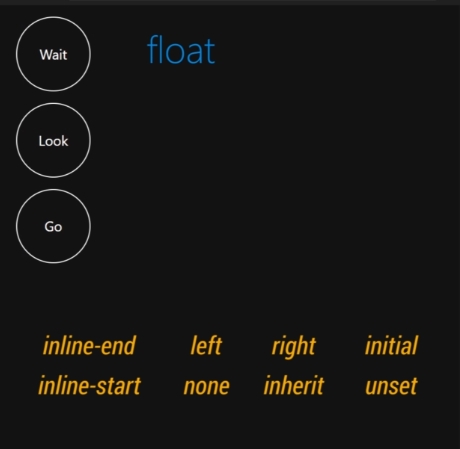 Wait
float
Look
Go
inline-end left right initial
inline-start none inherit unset